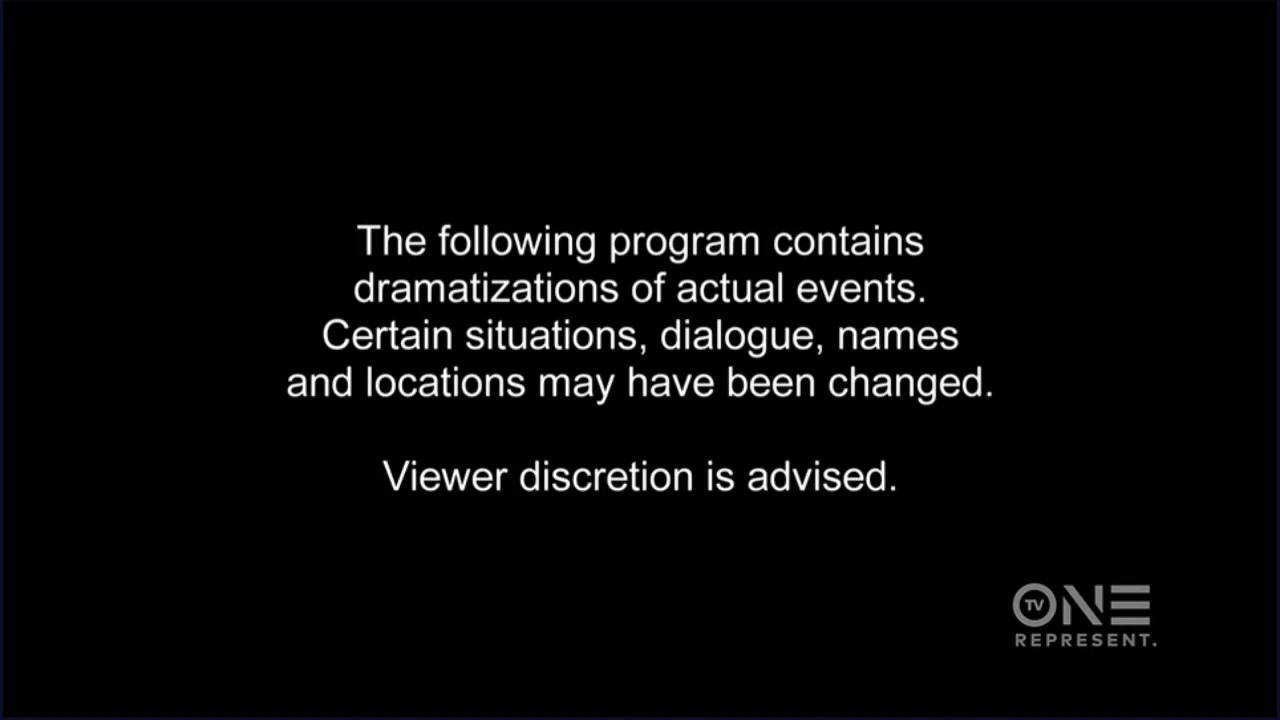 The following program contains
dramatizations of actual events.
Certain situations, dialogue, names
and locations may have been changed.
Viewer discretion is advised.
TV ONE
REPRESENT.